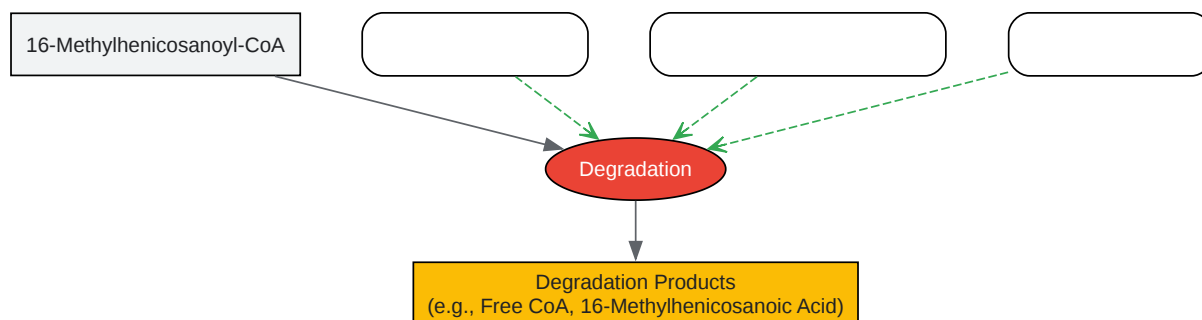 16-Methylhenicosanoyl-CoA
Degradation
Degradation Products
(e.g., Free CoA, 16-Methylhenicosanoic Acid)